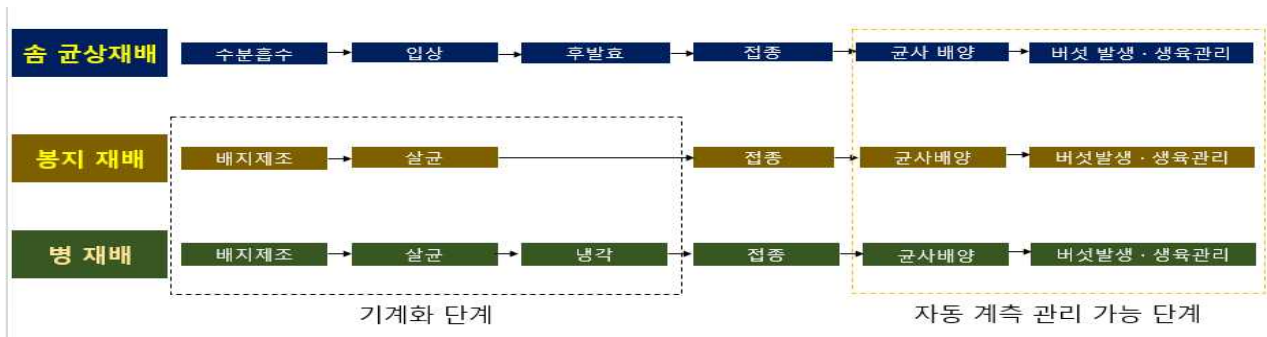 솜 균상재배 수분흡수 입상 후발효 접종 균사 배양 버섯 발생 · 생육관리
봉지 재배 배지제조 살균 접종 균사배양 버섯발생 · 생육관리
병 재배 배지제조 살균 냉각 접종 균사배양 버섯발생 · 생육관리
기계화 단계 자동 계측 관리 가능 단계